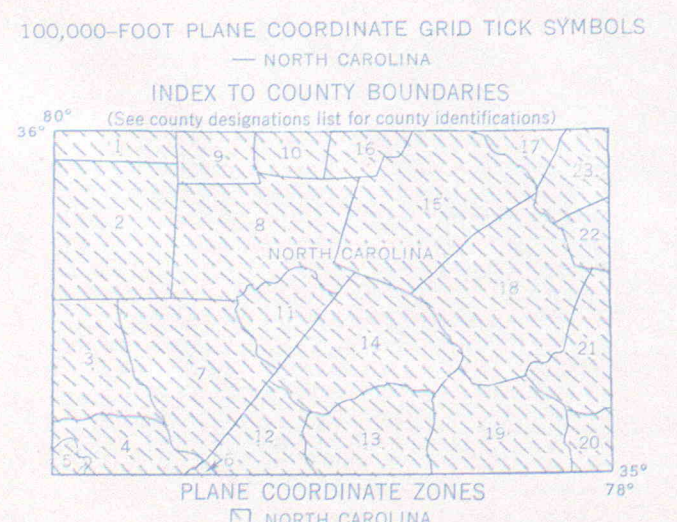 100,000–FOOT PLANE COORDINATE GRID TICK SYMBOLS
— NORTH CAROLINA
INDEX TO COUNTY BOUNDARIES
80°
(See county designations list for county identifications)
36°
1 9 10 16 17
23
2 8 15
22
NORTH CAROLINA
18
11
14
21
3 7
4 12 13 19 20
5 6
35°
PLANE COORDINATE ZONES 78°
NORTH CAROLINA